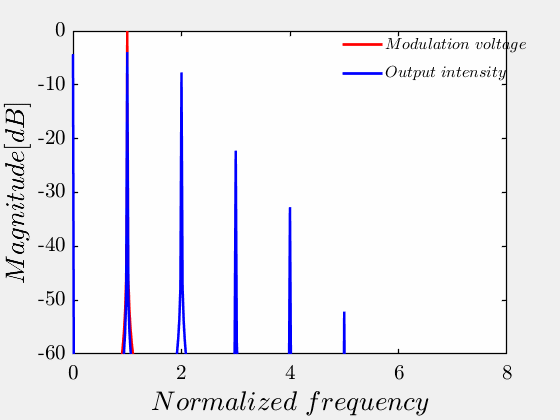 0
-10
-20
-30
-40
-50
-60
Magnitude[dB]
Modulation voltage
Output intensity
0 2 4 6 8
Normalized frequency